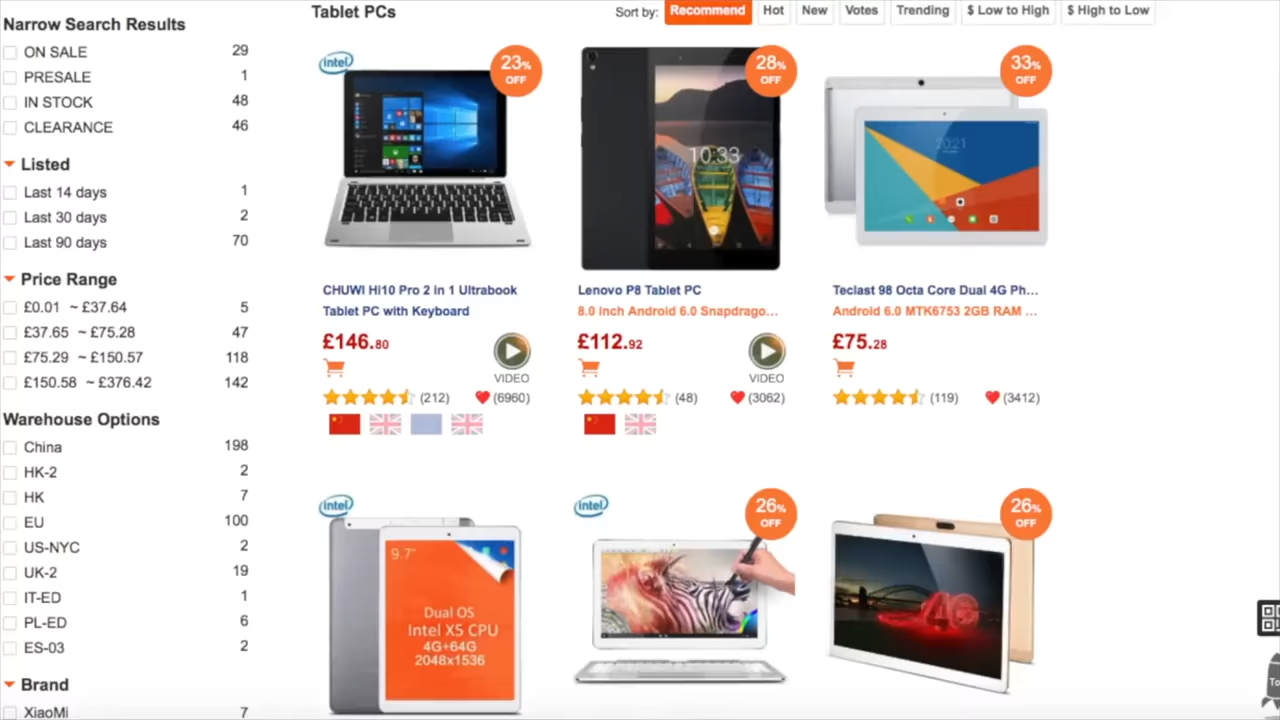 Narrow Search Results
ON SALE 29
PRESALE 1
IN STOCK 48
CLEARANCE 46
Listed
Last 14 days 1
Last 30 days 2
Last 90 days 70
Price Range
£0.01 ~ £37.64 5
£37.65 ~ £75.28 47
£75.29 ~ £150.57 118
£150.58 ~ £376.42 142
Warehouse Options
China 198
HK-2 2
HK 7
EU 100
US-NYC 2
UK-2 19
IT-ED 1
PL-ED 6
ES-03 2
Brand
XiaoMi 7
Tablet PCs
Sort by: Recommend Hot New Votes Trending $ Low to High $ High to Low
intel
23% OFF
CHUWI Hi10 Pro 2 in 1 Ultrabook
Tablet PC with Keyboard
£146.80
VIDEO
(212) (6960)
28% OFF
10:33
Lenovo P8 Tablet PC
8.0 inch Android 6.0 Snapdrago...
£112.92
VIDEO
(48) (3062)
33% OFF
20:21
Teclast 98 Octa Core Dual 4G Ph...
Android 6.0 MTK6753 2GB RAM ...
£75.28
(119) (3412)
intel
9.7"
Dual OS
Intel X5 CPU
4G+64G
2048x1536
intel
26% OFF
26% OFF
4G
To